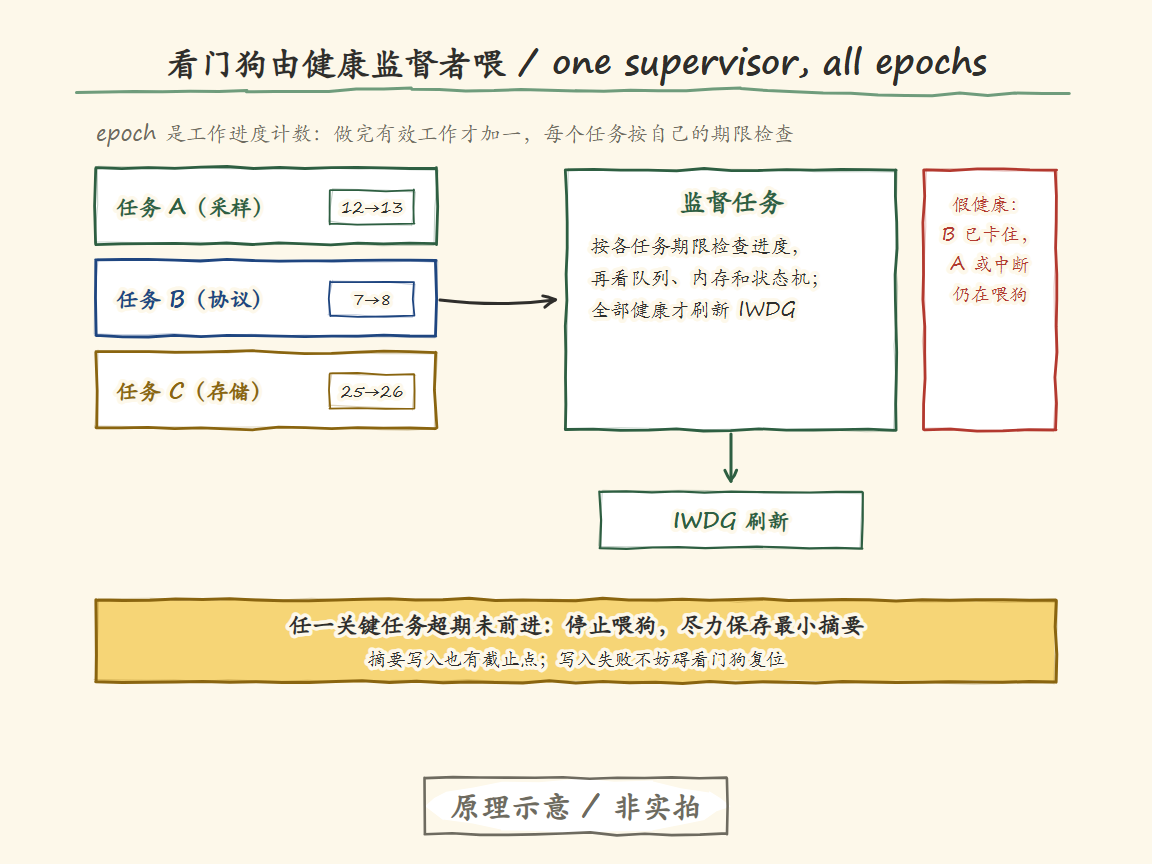 看门狗由健康监督者喂 / one supervisor, all epochs
epoch 是工作进度计数：做完有效工作才加一，每个任务按自己的期限检查
任务 A（采样）
12→13
任务 B（协议）
7→8
任务 C（存储）
25→26
监督任务
按各任务期限检查进度，
再看队列、内存和状态机；
全部健康才刷新 IWDG
假健康：
B 已卡住，
A 或中断
仍在喂狗
IWDG 刷新
任一关键任务超期未前进：停止喂狗，尽力保存最小摘要
摘要写入也有截止点；写入失败不妨碍看门狗复位
原理示意 / 非实拍